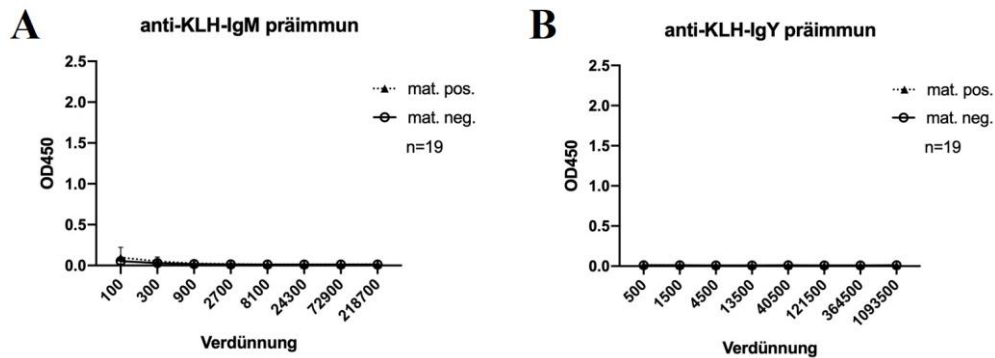 A
anti-KLH-IgM präimmun
2.5
2.0
1.5
1.0
0.5
0.0
OD450
mat. pos.
mat. neg.
n=19
100
300
900
2700
8100
24300
72900
218700
Verdünnung
B
anti-KLH-IgY präimmun
2.5
2.0
1.5
1.0
0.5
0.0
OD450
mat. pos.
mat. neg.
n=19
500
1500
4500
13500
40500
121500
364500
1093500
Verdünnung